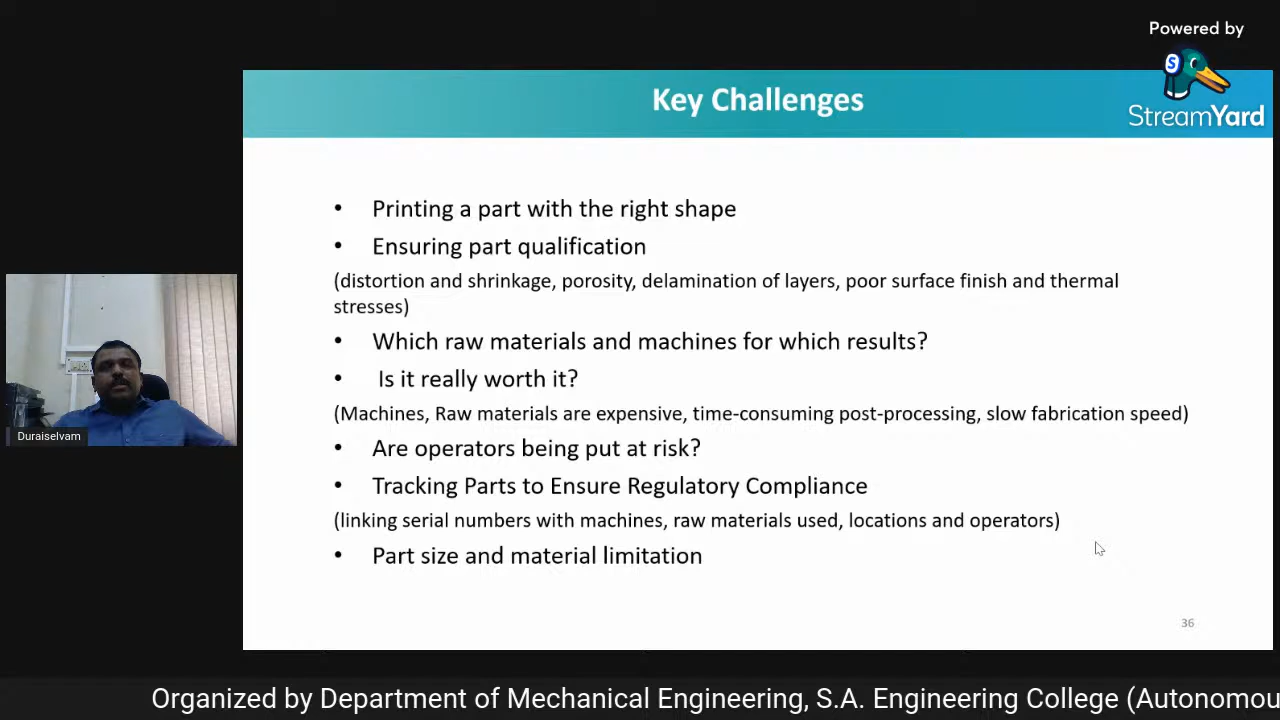 Powered by
S
StreamYard
Key Challenges
• Printing a part with the right shape
• Ensuring part qualification
(distortion and shrinkage, porosity, delamination of layers, poor surface finish and thermal
stresses)
• Which raw materials and machines for which results?
• Is it really worth it?
(Machines, Raw materials are expensive, time-consuming post-processing, slow fabrication speed)
• Are operators being put at risk?
• Tracking Parts to Ensure Regulatory Compliance
(linking serial numbers with machines, raw materials used, locations and operators)
• Part size and material limitation
36
Duraiselvam
Organized by Department of Mechanical Engineering, S.A. Engineering College (Autonomou